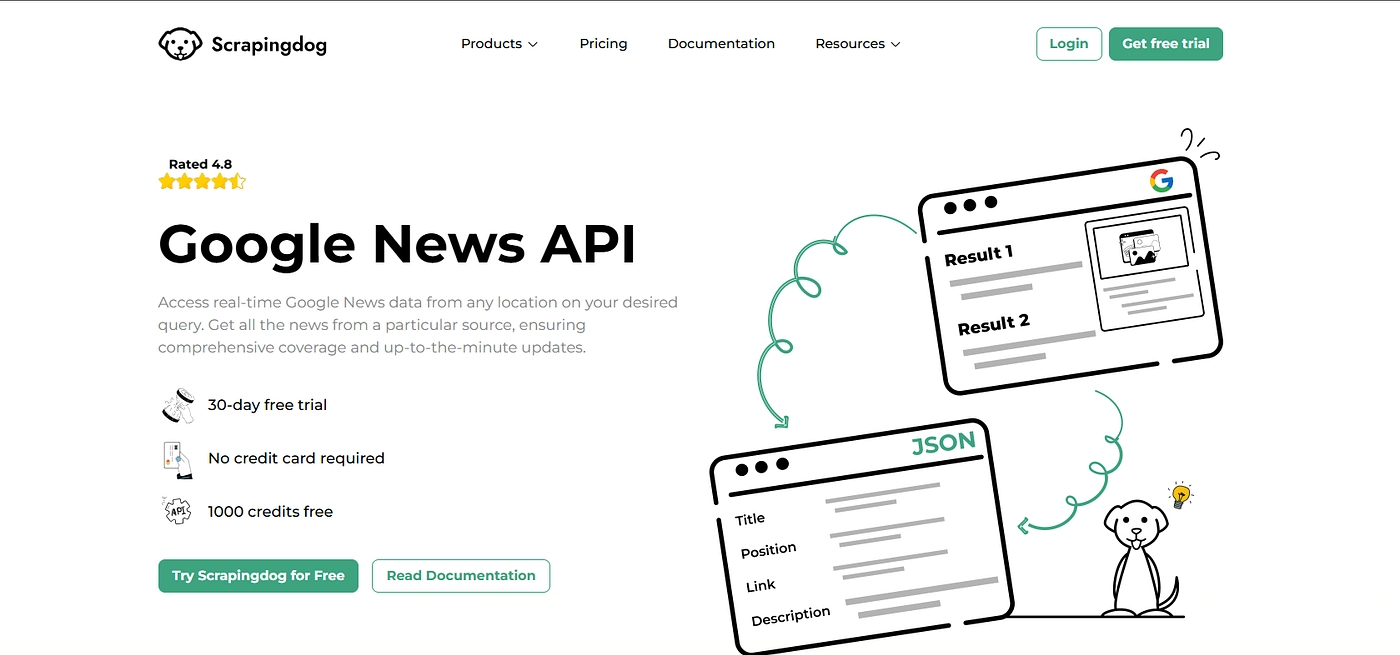 Scrapingdog
Products
Pricing
Documentation
Resources
Login
Get free trial
Rated 4.8
Google News API
Access real-time Google News data from any location on your desired
query. Get all the news from a particular source, ensuring
comprehensive coverage and up-to-the-minute updates.
30-day free trial
No credit card required
API
1000 credits free
Try Scrapingdog for Free
Read Documentation
G
Result 1
Result 2
JSON
Title
Position
Link
Description